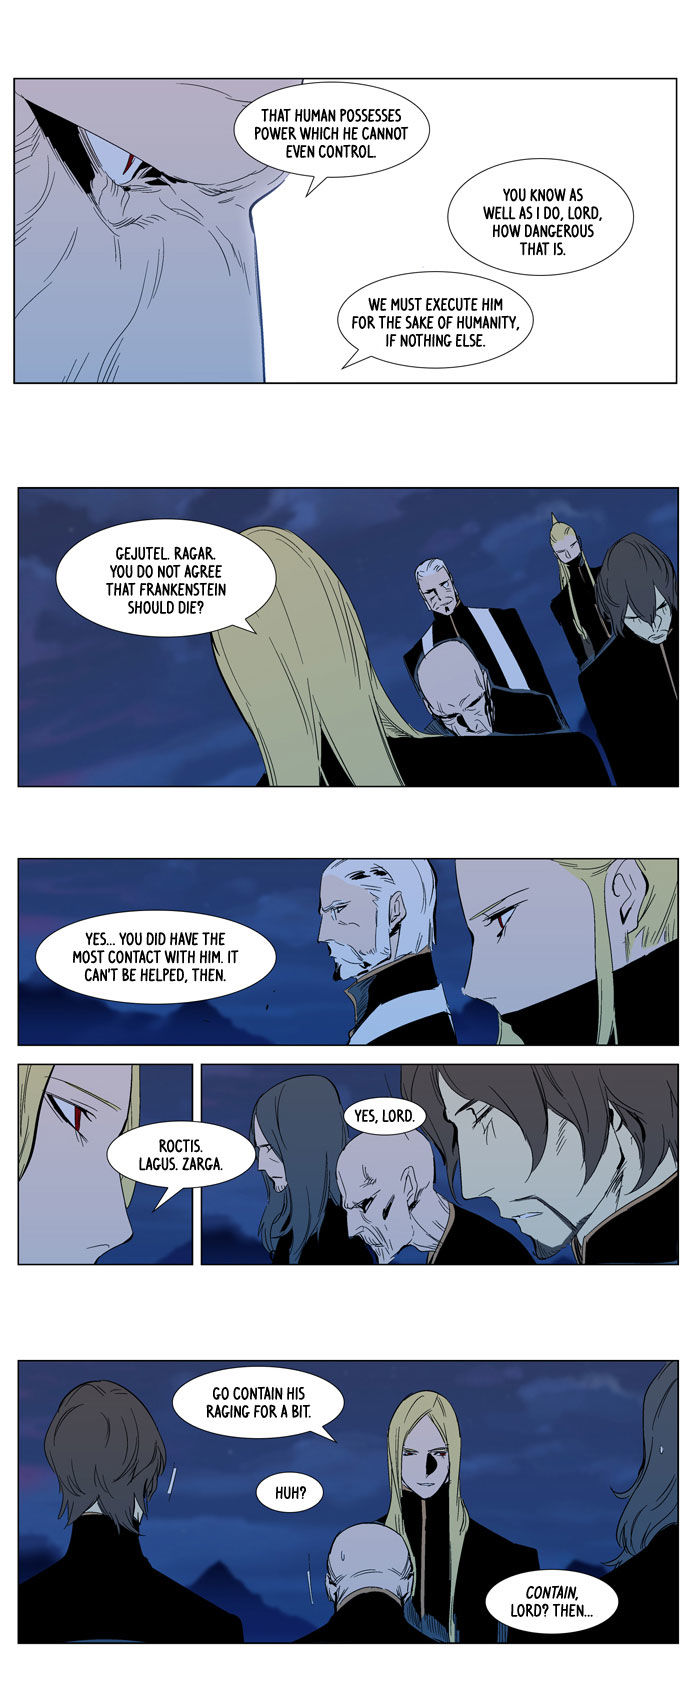 THAT HUMAN POSSESSES
POWER WHICH HE CANNOT
EVEN CONTROL.
YOU KNOW AS
WELL AS I DO, LORD,
HOW DANGEROUS
THAT IS.
WE MUST EXECUTE HIM
FOR THE SAKE OF HUMANITY,
IF NOTHING ELSE.
GEJUTEL. RAGAR.
YOU DO NOT AGREE
THAT FRANKENSTEIN
SHOULD DIE?
YES... YOU DID HAVE THE
MOST CONTACT WITH HIM. IT
CAN'T BE HELPED, THEN.
ROCTIS.
LAGUS. ZARGA.
YES, LORD.
GO CONTAIN HIS
RAGING FOR A BIT.
HUH?
CONTAIN,
LORD? THEN...